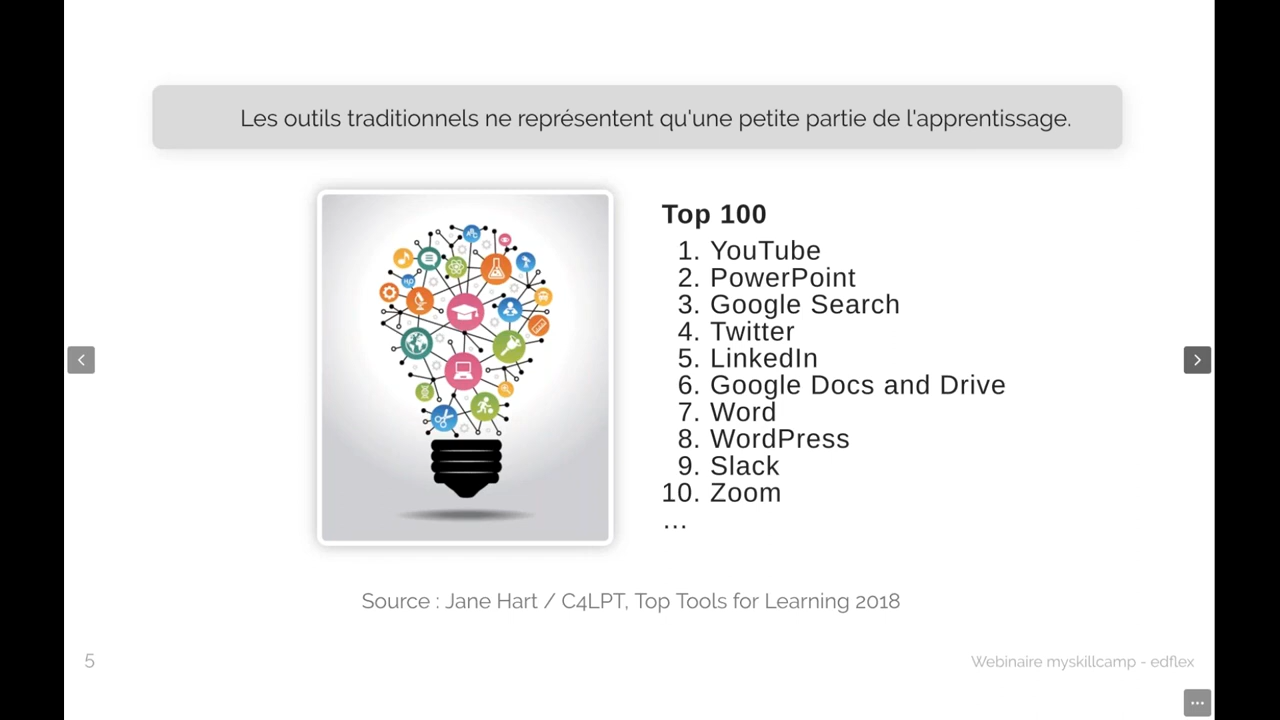 Les outils traditionnels ne représentent qu'une petite partie de l'apprentissage.
Top 100
1. YouTube
2. PowerPoint
3. Google Search
4. Twitter
5. LinkedIn
6. Google Docs and Drive
7. Word
8. WordPress
9. Slack
10. Zoom
...
Source : Jane Hart / C4LPT, Top Tools for Learning 2018
5
Webinaire myskillcamp - edflex